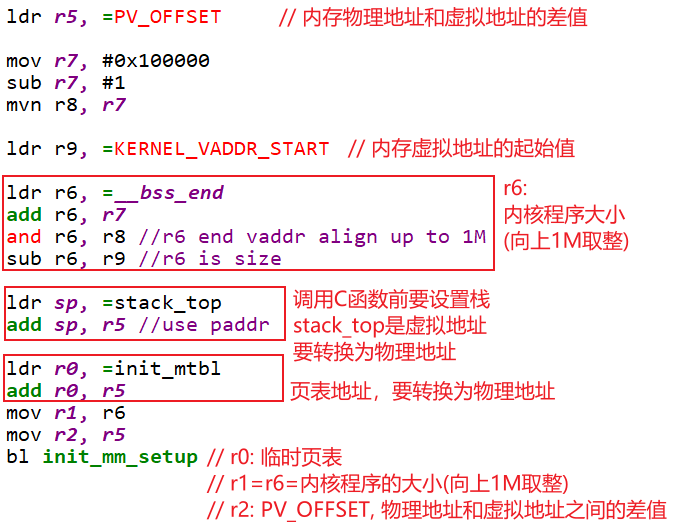 ldr r5, =PV_OFFSET // 内存物理地址和虚拟地址的差值
mov r7, #0x100000
sub r7, #1
mvn r8, r7
ldr r9, =KERNEL_VADDR_START // 内存虚拟地址的起始值
ldr r6, =__bss_end
add r6, r7
and r6, r8 //r6 end vaddr align up to 1M
sub r6, r9 //r6 is size
r6:
内核程序大小
(向上1M取整)
ldr sp, =stack_top
add sp, r5 //use paddr
调用C函数前要设置栈
stack_top是虚拟地址
要转换为物理地址
ldr r0, =init_mtbl
add r0, r5
页表地址，要转换为物理地址
mov r1, r6
mov r2, r5
bl init_mm_setup // r0: 临时页表
// r1=r6=内核程序的大小(向上1M取整)
// r2: PV_OFFSET, 物理地址和虚拟地址之间的差值